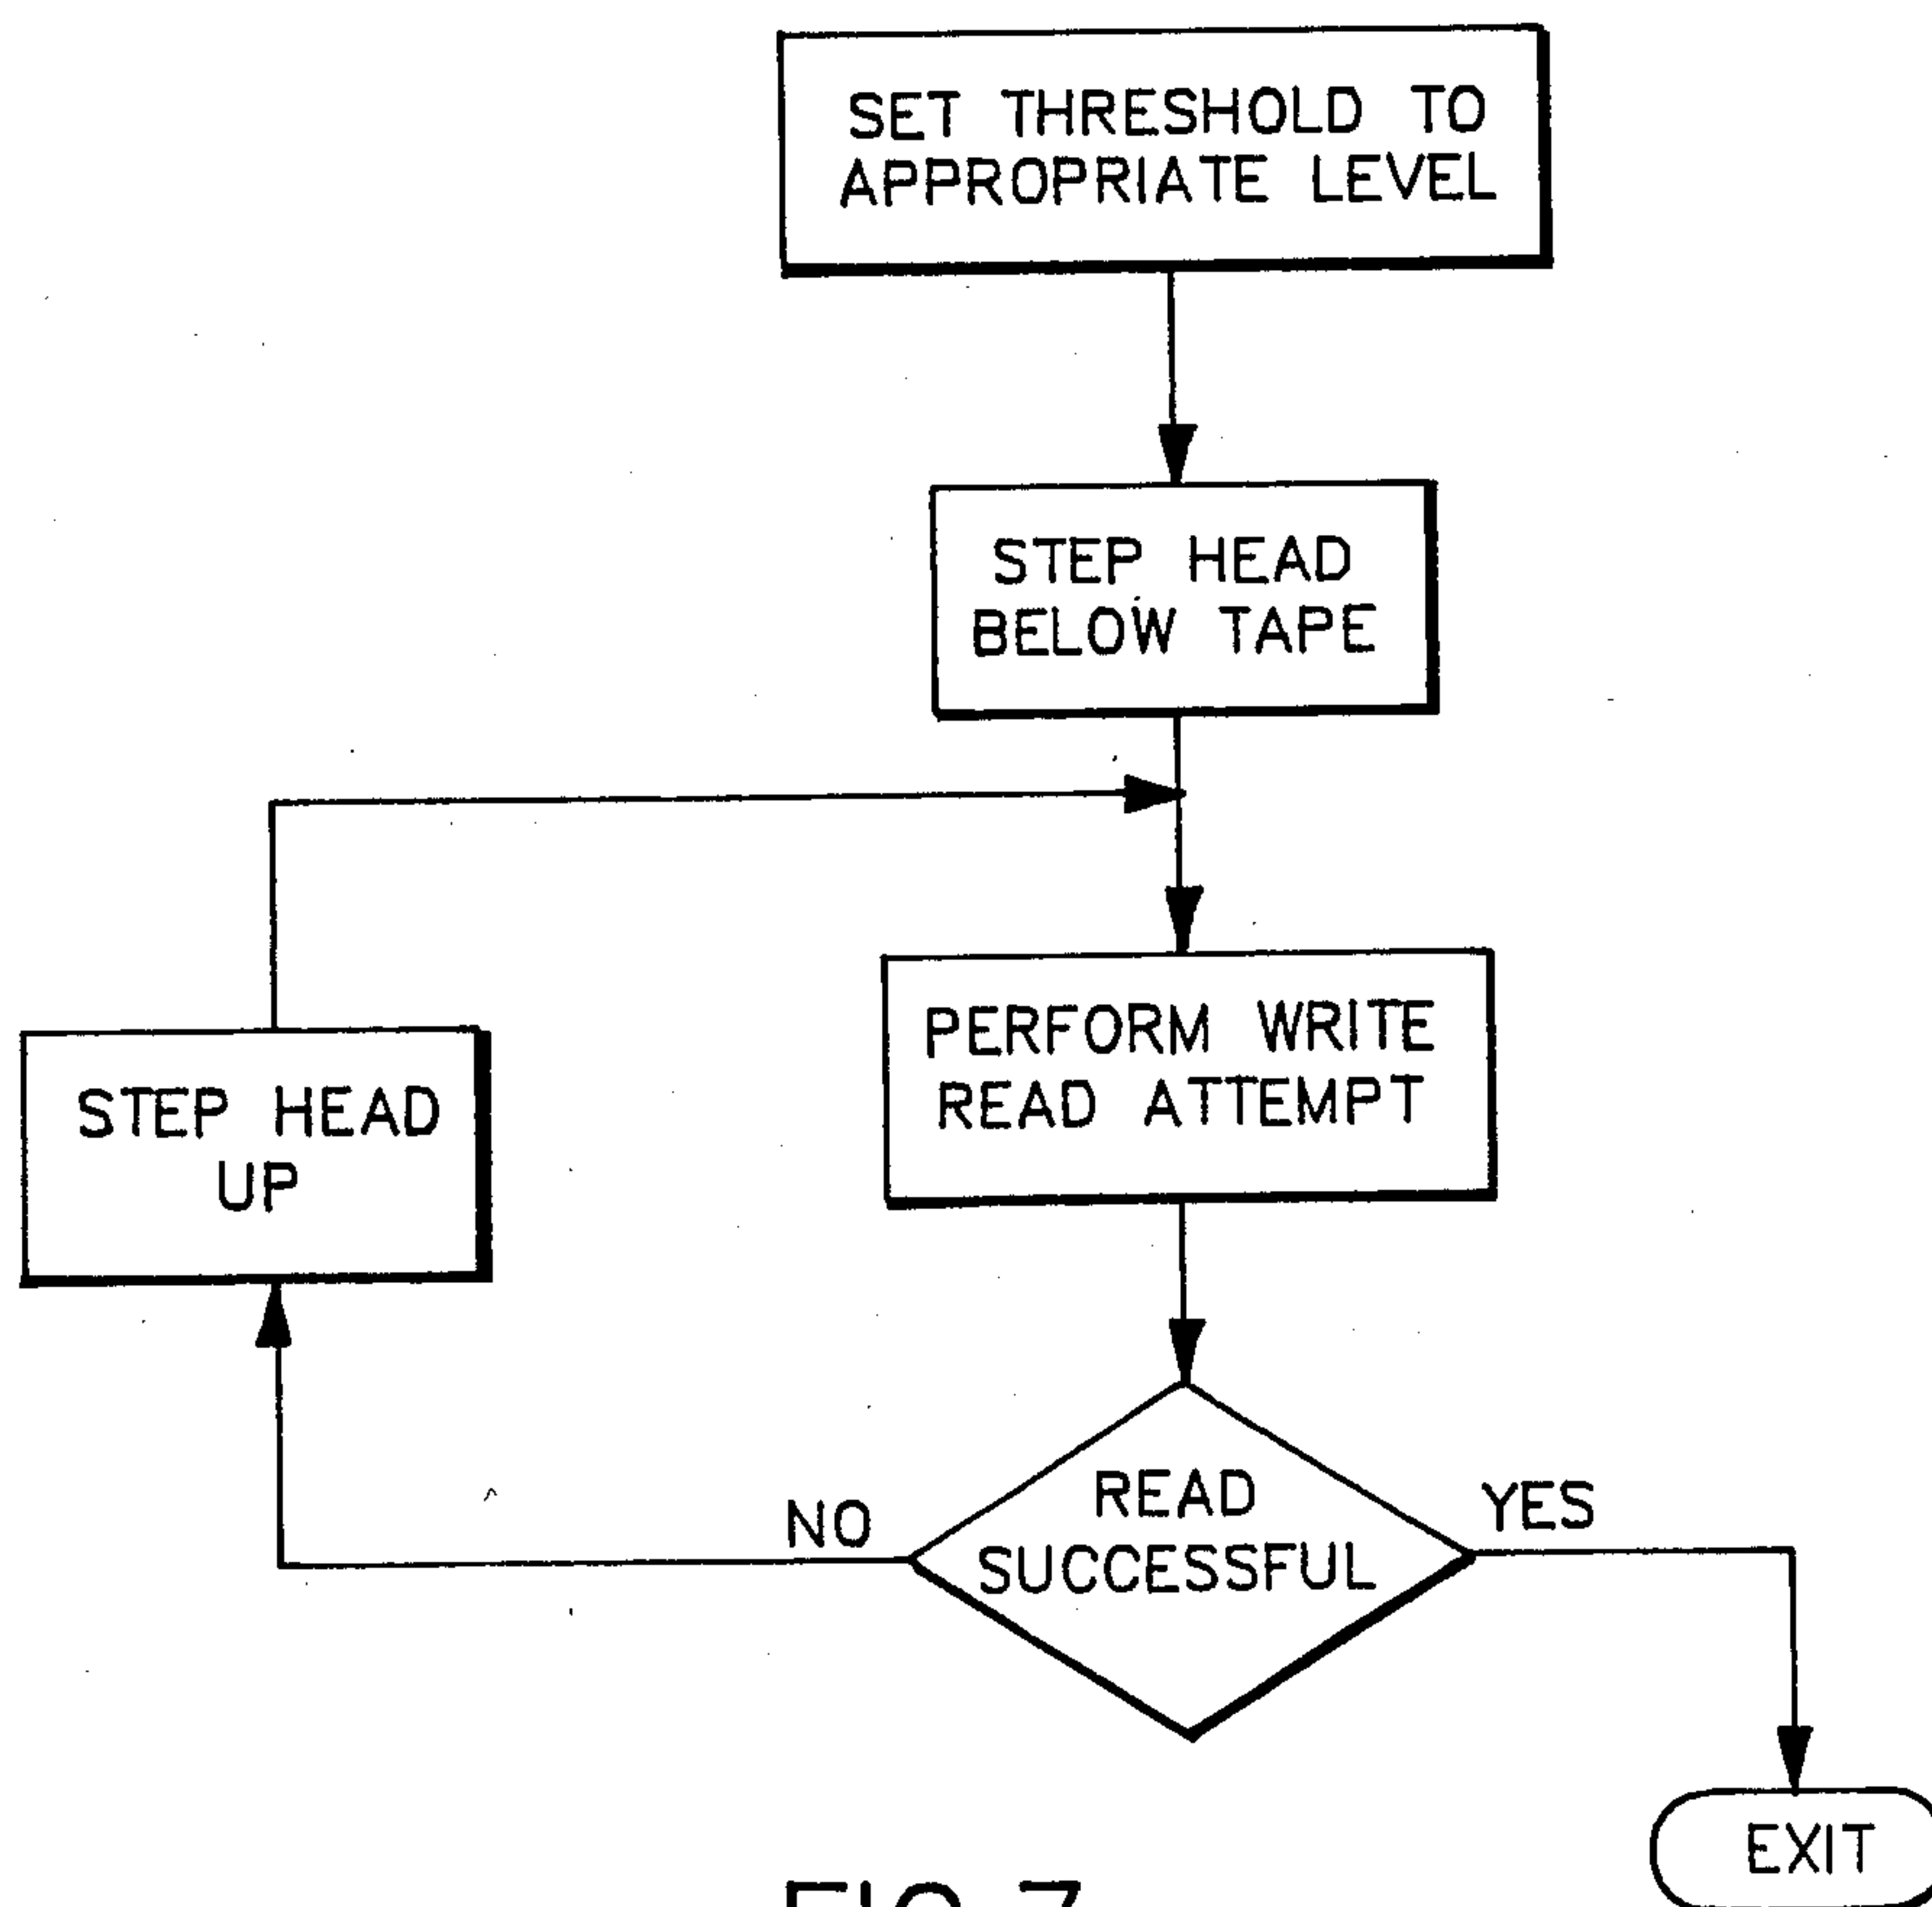 SET THRESHOLD TO
APPROPRIATE LEVEL
STEP HEAD
BELOW TAPE
PERFORM WRITE
READ ATTEMPT
STEP HEAD
UP
READ
SUCCESSFUL
NO
YES
EXIT